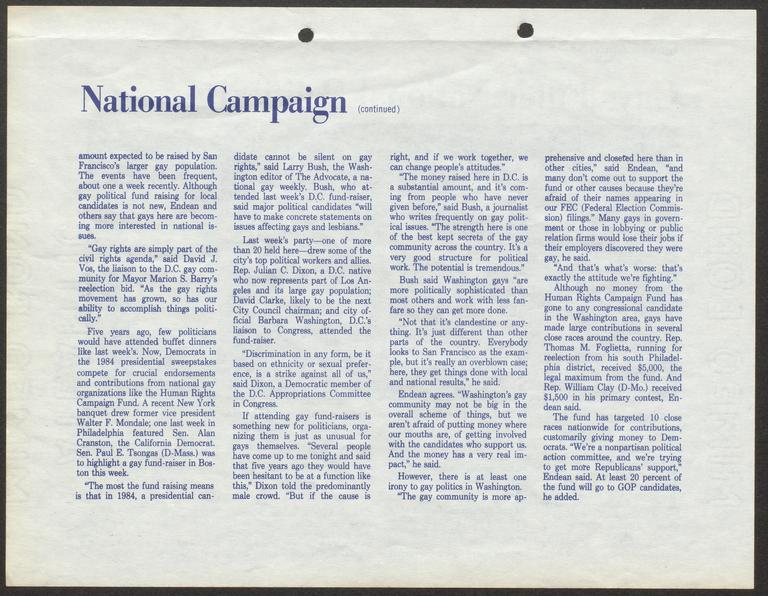 National Campaign (continued)
amount expected to be raised by San
Francisco's larger gay population.
The events have been frequent,
about one a week recently. Although
gay political fund raising for local
candidates is not new, Endean and
others say that gays here are becom-
ing more interested in national is-
sues.
"Gay rights are simply part of the
civil rights agenda," said David J.
Vos, the liaison to the D.C. gay com-
munity for Mayor Marion S. Barry's
reelection bid. "As the gay rights
movement has grown, so has our
ability to accomplish things politi-
cally."
Five years ago, few politicians
would have attended buffet dinners
like last week's. Now, Democrats in
the 1984 presidential sweepstakes
compete for crucial endorsements
and contributions from national gay
organizations like the Human Rights
Campaign Fund. A recent New York
banquet drew former vice president
Walter F. Mondale; one last week in
Philadelphia featured Sen. Alan
Cranston, the California Democrat.
Sen. Paul E. Tsongas (D-Mass.) was
to highlight a gay fund-raiser in Bos-
ton this week.
"The most the fund raising means
is that in 1984, a presidential can-
didate cannot be silent on gay
rights," said Larry Bush, the Wash-
ington editor of The Advocate, a na-
tional gay weekly. Bush, who at-
tended last week's D.C. fund-raiser,
said major political candidates "will
have to make concrete statements on
issues affecting gays and lesbians."
Last week's party—one of more
than 20 held here—drew some of the
city's top political workers and allies.
Rep. Julian C. Dixon, a D.C. native
who now represents part of Los An-
geles and its large gay population;
David Clarke, likely to be the next
City Council chairman; and city of-
ficial Barbara Washington, D.C.'s
liaison to Congress, attended the
fund-raiser.
"Discrimination in any form, be it
based on ethnicity or sexual prefer-
ence, is a strike against all of us,"
said Dixon, a Democratic member of
the D.C. Appropriations Committee
in Congress.
If attending gay fund-raisers is
something new for politicians, orga-
nizing them is just as unusual for
gays themselves. "Several people
have come up to me tonight and said
that five years ago they would have
been hesitant to be at a function like
this," Dixon told the predominantly
male crowd. "But if the cause is
right, and if we work together, we
can change people's attitudes."
"The money raised here in D.C. is
a substantial amount, and it's com-
ing from people who have never
given before," said Bush, a journalist
who writes frequently on gay polit-
ical issues. "The strength here is one
of the best kept secrets of the gay
community across the country. It's a
very good structure for political
work. The potential is tremendous."
Bush said Washington gays "are
more politically sophisticated than
most others and work with less fan-
fare so they can get more done.
"Not that it's clandestine or any-
thing. It's just different than other
parts of the country. Everybody
looks to San Francisco as the exam-
ple, but it's really an overblown case;
here, they get things done with local
and national results," he said.
Endean agrees. "Washington's gay
community may not be big in the
overall scheme of things, but we
aren't afraid of putting money where
our mouths are, of getting involved
with the candidates who support us.
And the money has a very real im-
pact," he said.
However, there is at least one
irony to gay politics in Washington.
"The gay community is more ap-
prehensive and closeted here than in
other cities," said Endean, "and
many don't come out to support the
fund or other causes because they're
afraid of their names appearing in
our FEC (Federal Election Commis-
sion) filings." Many gays in govern-
ment or those in lobbying or public
relation firms would lose their jobs if
their employers discovered they were
gay, he said.
"And that's what's worse: that's
exactly the attitude we're fighting."
Although no money from the
Human Rights Campaign Fund has
gone to any congressional candidate
in the Washington area, gays have
made large contributions in several
close races around the country. Rep.
Thomas M. Foglietta, running for
reelection from his south Philadel-
phia district, received $5,000, the
legal maximum from the fund. And
Rep. William Clay (D-Mo.) received
$1,500 in his primary contest, En-
dean said.
The fund has targeted 10 close
races nationwide for contributions,
customarily giving money to Dem-
ocrats. "We're a nonpartisan political
action committee, and we're trying
to get more Republicans' support,"
Endean said. At least 20 percent of
the fund will go to GOP candidates,
he added.